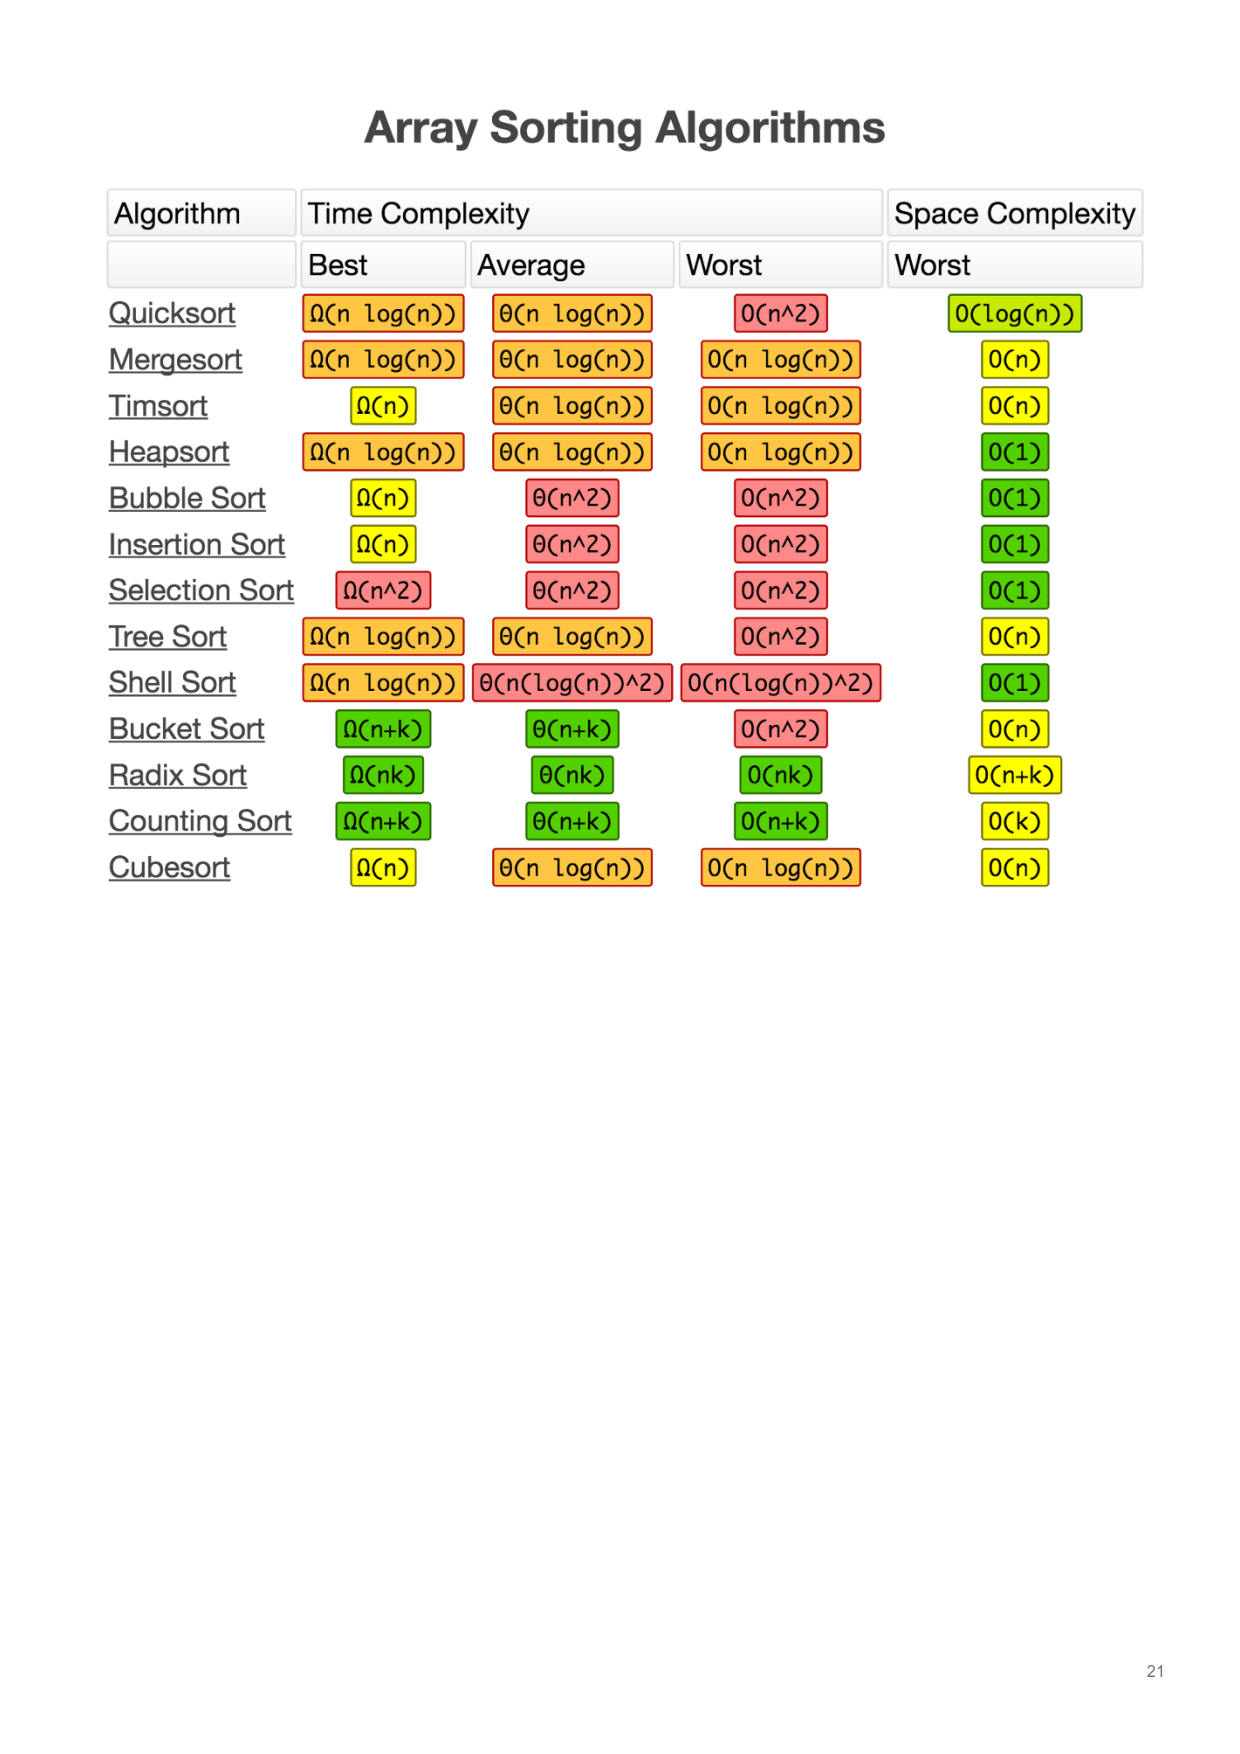 Array Sorting Algorithms
Algorithm Time Complexity Space Complexity
Best Average Worst Worst
Quicksort Ω(n log(n)) θ(n log(n)) O(n^2) O(log(n))
Mergesort Ω(n log(n)) θ(n log(n)) O(n log(n)) O(n)
Timsort Ω(n) θ(n log(n)) O(n log(n)) O(n)
Heapsort Ω(n log(n)) θ(n log(n)) O(n log(n)) O(1)
Bubble Sort Ω(n) θ(n^2) O(n^2) O(1)
Insertion Sort Ω(n) θ(n^2) O(n^2) O(1)
Selection Sort Ω(n^2) θ(n^2) O(n^2) O(1)
Tree Sort Ω(n log(n)) θ(n log(n)) O(n^2) O(n)
Shell Sort Ω(n log(n)) θ(n(log(n))^2) O(n(log(n))^2) O(1)
Bucket Sort Ω(n+k) θ(n+k) O(n^2) O(n)
Radix Sort Ω(nk) θ(nk) O(nk) O(n+k)
Counting Sort Ω(n+k) θ(n+k) O(n+k) O(k)
Cubesort Ω(n) θ(n log(n)) O(n log(n)) O(n)
21